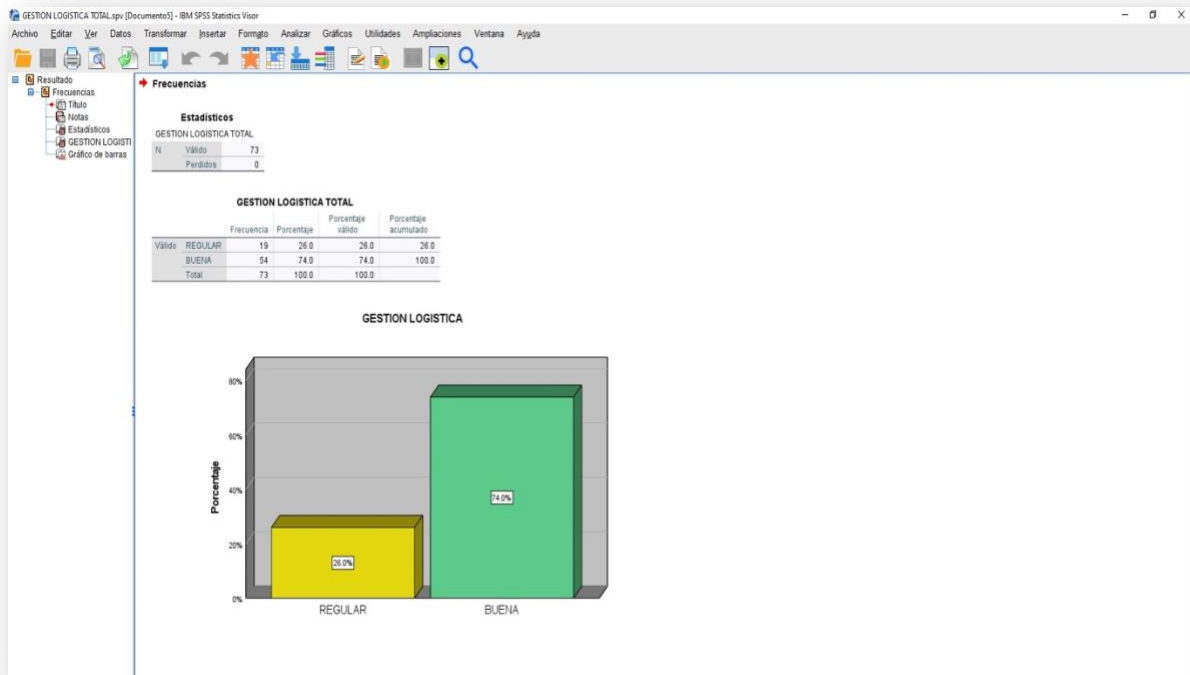 GESTION LOGISTICA TOTAL.spv [Documento5] - IBM SPSS Statistics Visor
Archivo Editar Ver Datos Transformar Insertar Formato Analizar Gráficos Utilidades Ampliaciones Ventana Ayuda
Resultado
Frecuencias
Título
Notas
Estadísticos
GESTION LOGISTI
Gráfico de barras
Frecuencias
Estadísticos
GESTION LOGISTICA TOTAL
N Válido 73
Perdidos 0
GESTION LOGISTICA TOTAL
Frecuencia Porcentaje Porcentaje válido Porcentaje acumulado
Válido REGULAR 19 26.0 26.0 26.0
BUENA 54 74.0 74.0 100.0
Total 73 100.0 100.0
GESTION LOGISTICA
Porcentaje
80%
60%
40%
20%
0%
74.0%
26.0%
REGULAR BUENA